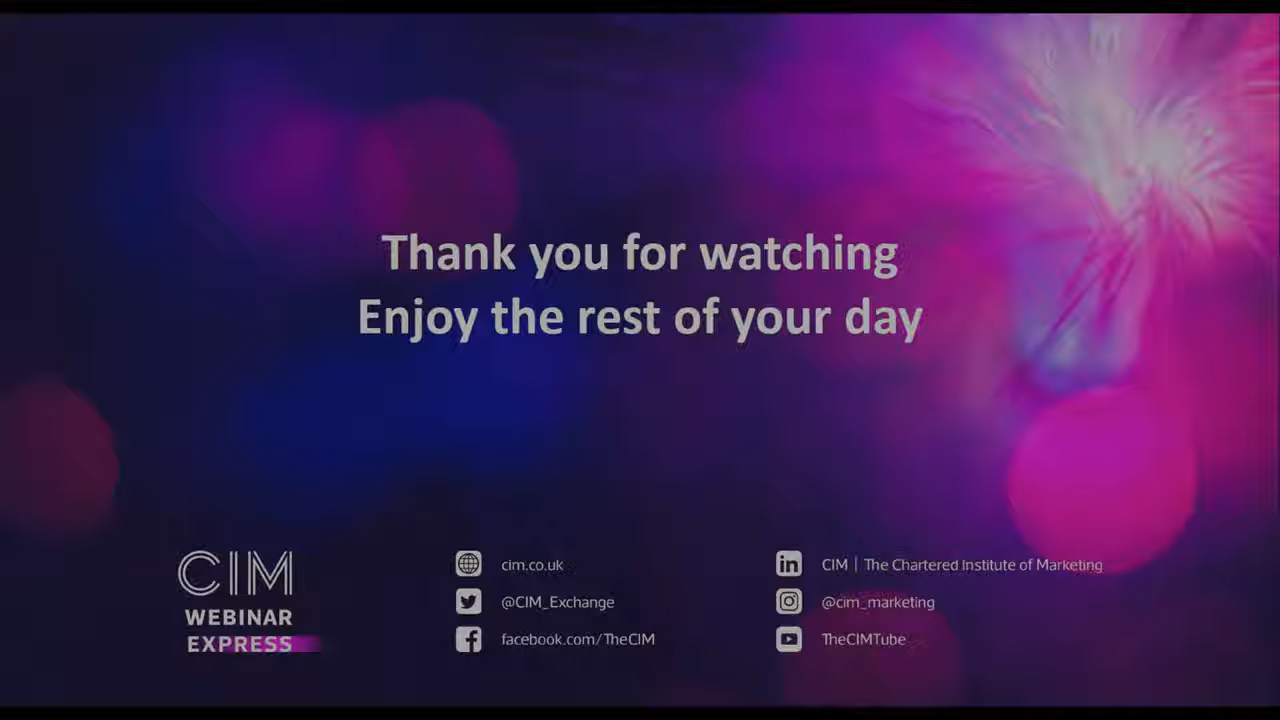 Thank you for watching
Enjoy the rest of your day
CIM
WEBINAR
EXPRESS
cim.co.uk
@CIM_Exchange
facebook.com/TheCIM
CIM | The Chartered Institute of Marketing
@cim_marketing
TheCIMTube